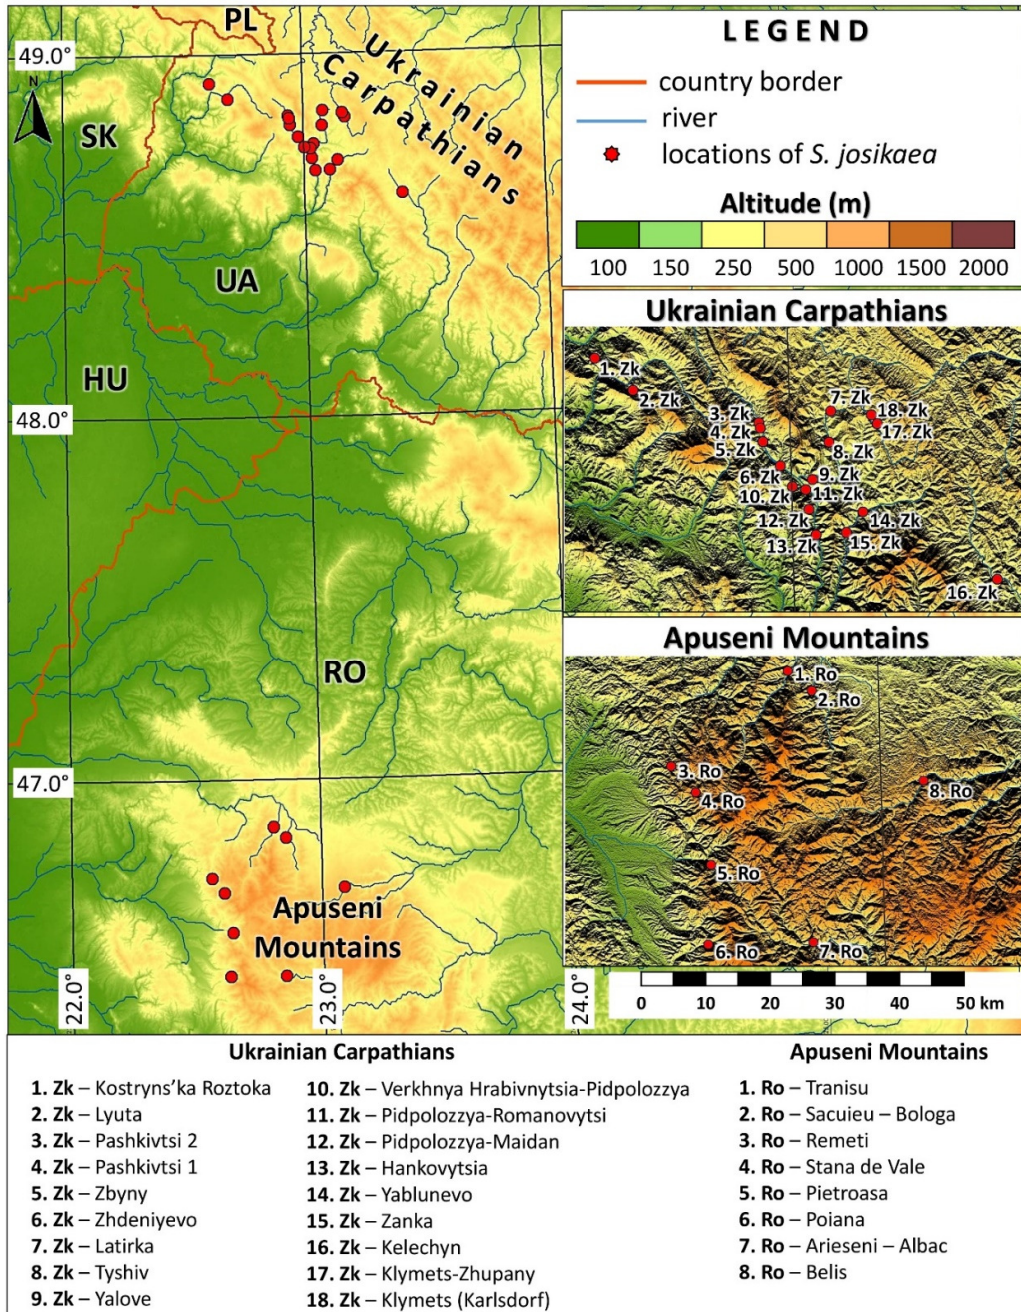 PL
Ukrainian
Carpathians
49.0°
N
SK
UA
HU
48.0°
RO
47.0°
Apuseni
Mountains
22.0°
23.0°
24.0°
LEGEND
country border
river
locations of S. josikaea
Altitude (m)
100 150 250 500 1000 1500 2000
Ukrainian Carpathians
1. Zk
2. Zk
3. Zk
4. Zk
5. Zk
6. Zk
10. Zk
12. Zk
13. Zk
7. Zk
18. Zk
17. Zk
8. Zk
9. Zk
11. Zk
14. Zk
15. Zk
16. Zk
Apuseni Mountains
1. Ro
2. Ro
3. Ro
4. Ro
8. Ro
5. Ro
6. Ro
7. Ro
0 10 20 30 40 50 km
Ukrainian Carpathians
1. Zk – Kostryns’ka Roztoka
2. Zk – Lyuta
3. Zk – Pashkivtsi 2
4. Zk – Pashkivtsi 1
5. Zk – Zbyny
6. Zk – Zhdeniyevo
7. Zk – Latirka
8. Zk – Tyshiv
9. Zk – Yalove
10. Zk – Verkhnya Hrabivnytsia-Pidpolozzya
11. Zk – Pidpolozzya-Romanovytsi
12. Zk – Pidpolozzya-Maidan
13. Zk – Hankovytsia
14. Zk – Yablunevo
15. Zk – Zanka
16. Zk – Kelechyn
17. Zk – Klymets-Zhupany
18. Zk – Klymets (Karlsdorf)
Apuseni Mountains
1. Ro – Tranisu
2. Ro – Sacuieu – Bologa
3. Ro – Remeti
4. Ro – Stana de Vale
5. Ro – Pietroasa
6. Ro – Poiana
7. Ro – Arieseni – Albac
8. Ro – Belis